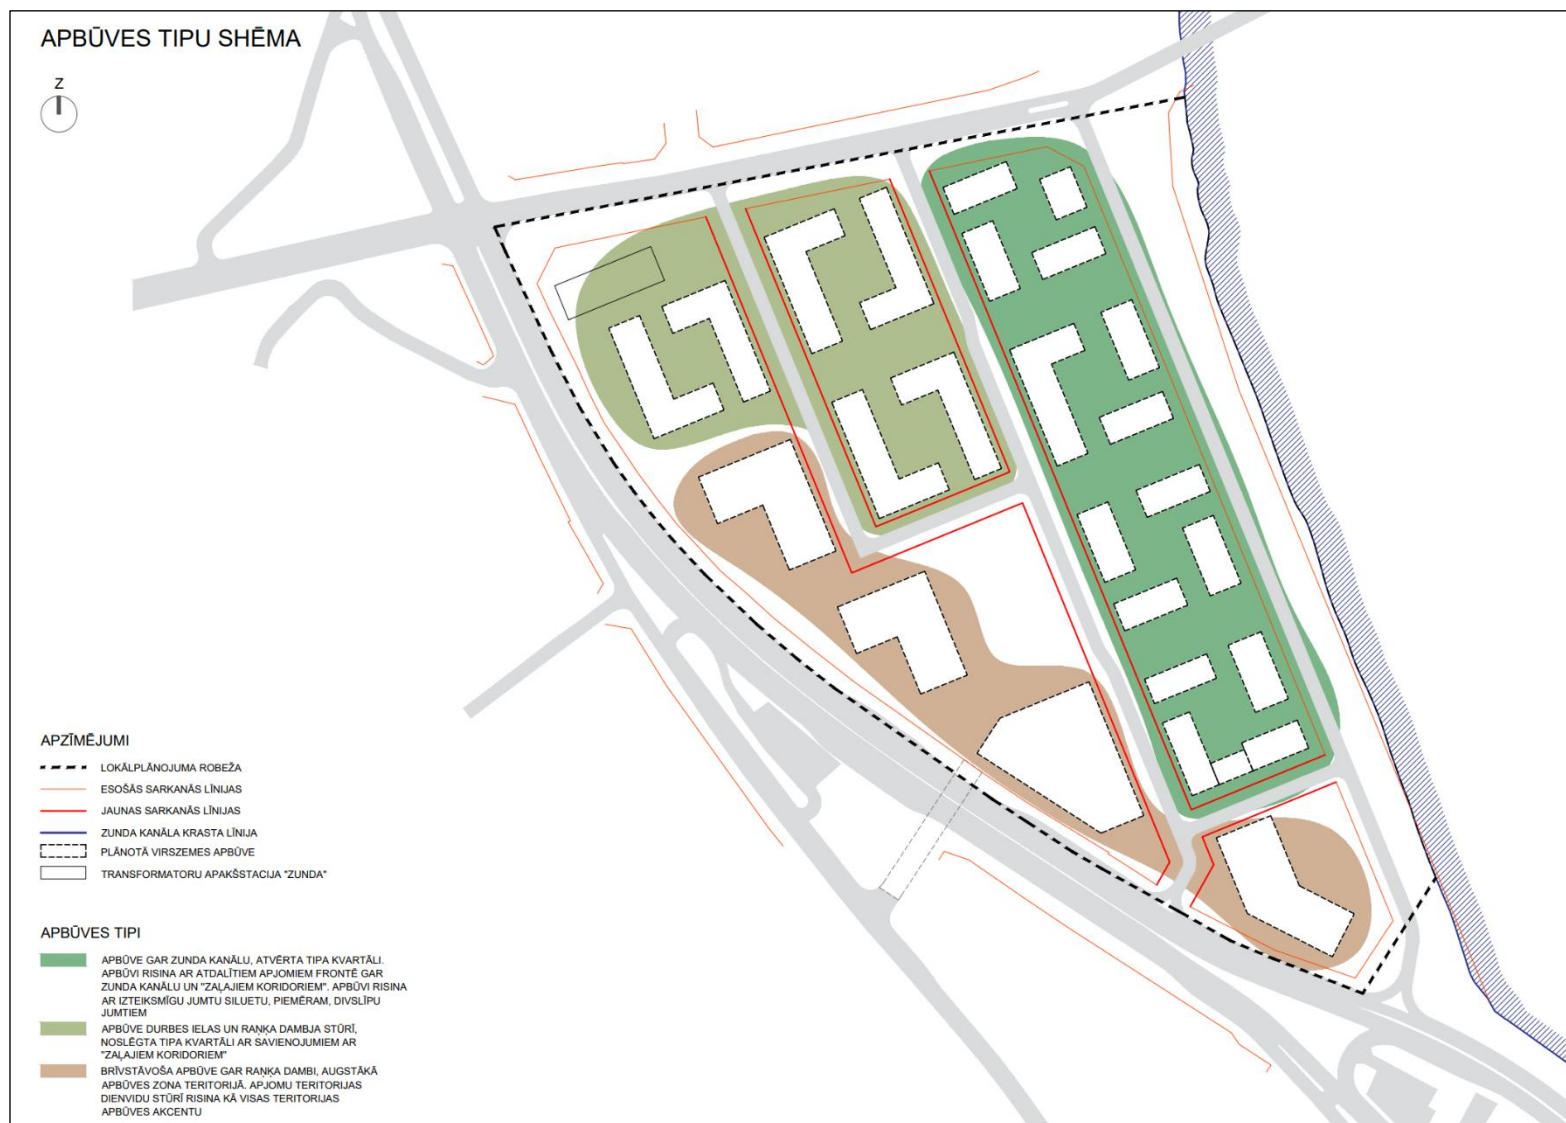 APBŪVES TIPU SHĒMA
Z
APZĪMĒJUMI
LOKĀLPLĀNOJUMA ROBEŽA
ESOŠĀS SARKANĀS LĪNIJAS
JAUNAS SARKANĀS LĪNIJAS
ZUNDA KANĀLA KRASTA LĪNIJA
PLĀNOTĀ VIRSZEMES APBŪVE
TRANSFORMATORU APAKŠSTACIJA "ZUNDA"
APBŪVES TIPI
APBŪVE GAR ZUNDA KANĀLU, ATVĒRTA TIPA KVARTĀLI.
APBŪVI RISINA AR ATDALĪTIEM APJOMIEM FRONTĒ GAR
ZUNDA KANĀLU UN "ZAĻAJIEM KORIDORIEM". APBŪVI RISINA
AR IZTEIKSMĪGU JUMTU SILUETU, PIEMĒRAM, DIVSLĪPU
JUMTIEM
APBŪVE DURBES IELAS UN RAŅĶA DAMBJA STŪRĪ,
NOSLĒGTA TIPA KVARTĀLI AR SAVIENOJUMIEM AR
"ZAĻAJIEM KORIDORIEM"
BRĪVSTĀVOŠA APBŪVE GAR RAŅĶA DAMBI, AUGSTĀKĀ
APBŪVES ZONA TERITORIJĀ. APJOMU TERITORIJAS
DIENVIDU STŪRĪ RISINA KĀ VISAS TERITORIJAS
APBŪVES AKCENTU